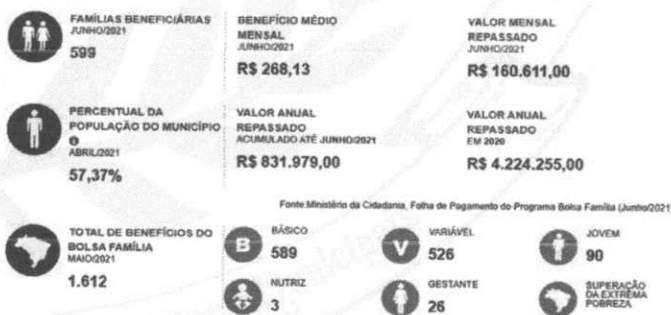 FAMÍLIAS BENEFICIÁRIAS
JUNHO/2021
599
BENEFÍCIO MÉDIO
MENSAL
JUNHO/2021
R$ 268,13
VALOR MENSAL
REPASSADO
JUNHO/2021
R$ 160.611,00
PERCENTUAL DA
POPULAÇÃO DO MUNICÍPIO
ABRIL/2021
57,37%
VALOR ANUAL
REPASSADO
ACUMULADO ATÉ JUNHO/2021
R$ 831.979,00
VALOR ANUAL
REPASSADO
EM 2020
R$ 4.224.255,00
Fonte:Ministério da Cidadania, Folha de Pagamento do Programa Bolsa Família (Junho/2021)
TOTAL DE BENEFÍCIOS DO
BOLSA FAMÍLIA
MAIO/2021
1.612
B
BÁSICO
589
V
VARIÁVEL
526
JOVEM
90
NUTRIZ
3
GESTANTE
26
SUPERAÇÃO
DA EXTREMA
POBREZA